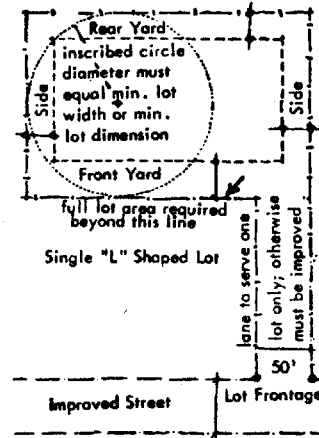 Rear Yard
inscribed circle
diameter must
equal min. lot
width or min.
lot dimension
Side
Side
Front Yard
full lot area required
beyond this line
Single "L" Shaped Lot
lane to serve one
lot only; otherwise
must be improved
50'
Improved Street
Lot Frontage